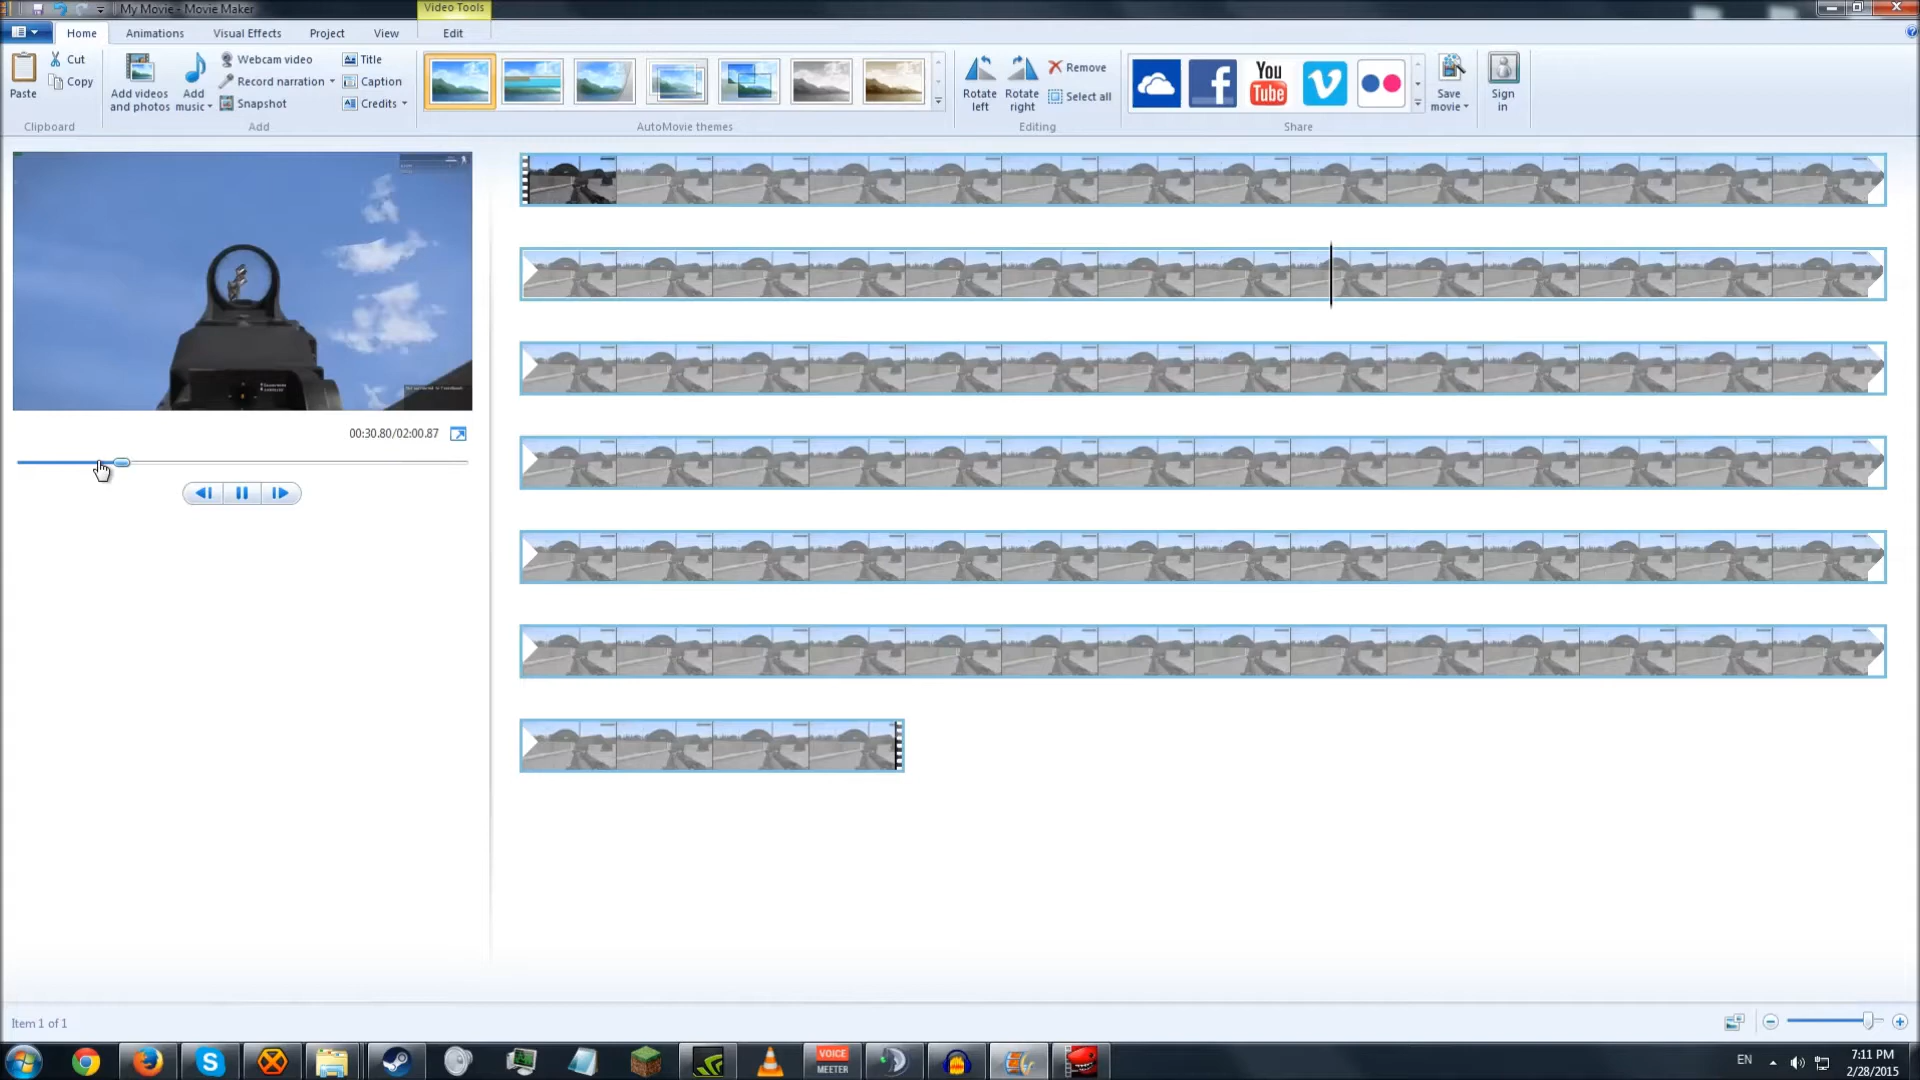 My Movie - Movie Maker
Video Tools
Home
Animations
Visual Effects
Project
View
Edit
Paste
Cut
Copy
Clipboard
Add videos
and photos
Add
music
Webcam video
Record narration
Snapshot
Title
Caption
Credits
Add
AutoMovie themes
Rotate
left
Rotate
right
Remove
Select all
Editing
You
Tube
Share
Save
movie
Sign
in
00:30.80/02:00.87
Item 1 of 1
VOICE
MEETER
EN
7:11 PM
2/28/2015